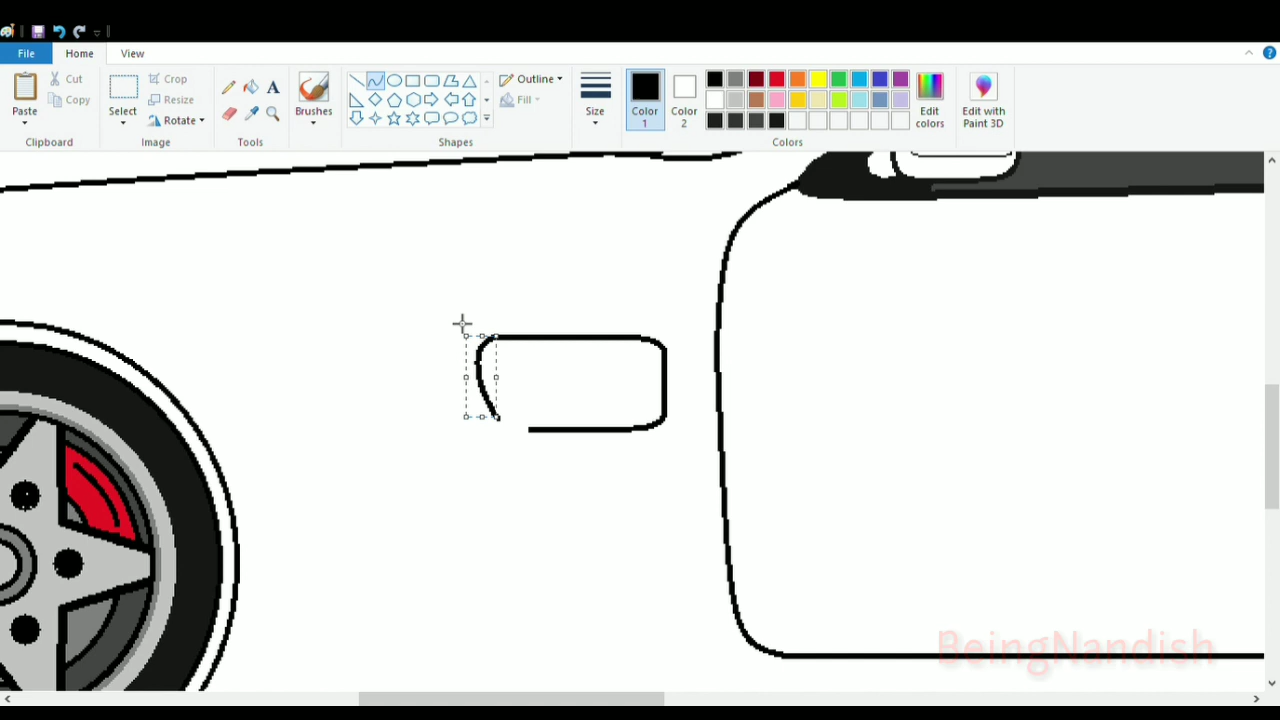 File Home View
Paste Cut Copy Clipboard
Select Crop Resize Rotate Image
Tools
Brushes
Shapes
Outline Fill
Size
Color 1
Color 2
Edit colors
Colors
Edit with Paint 3D
BeingNandish